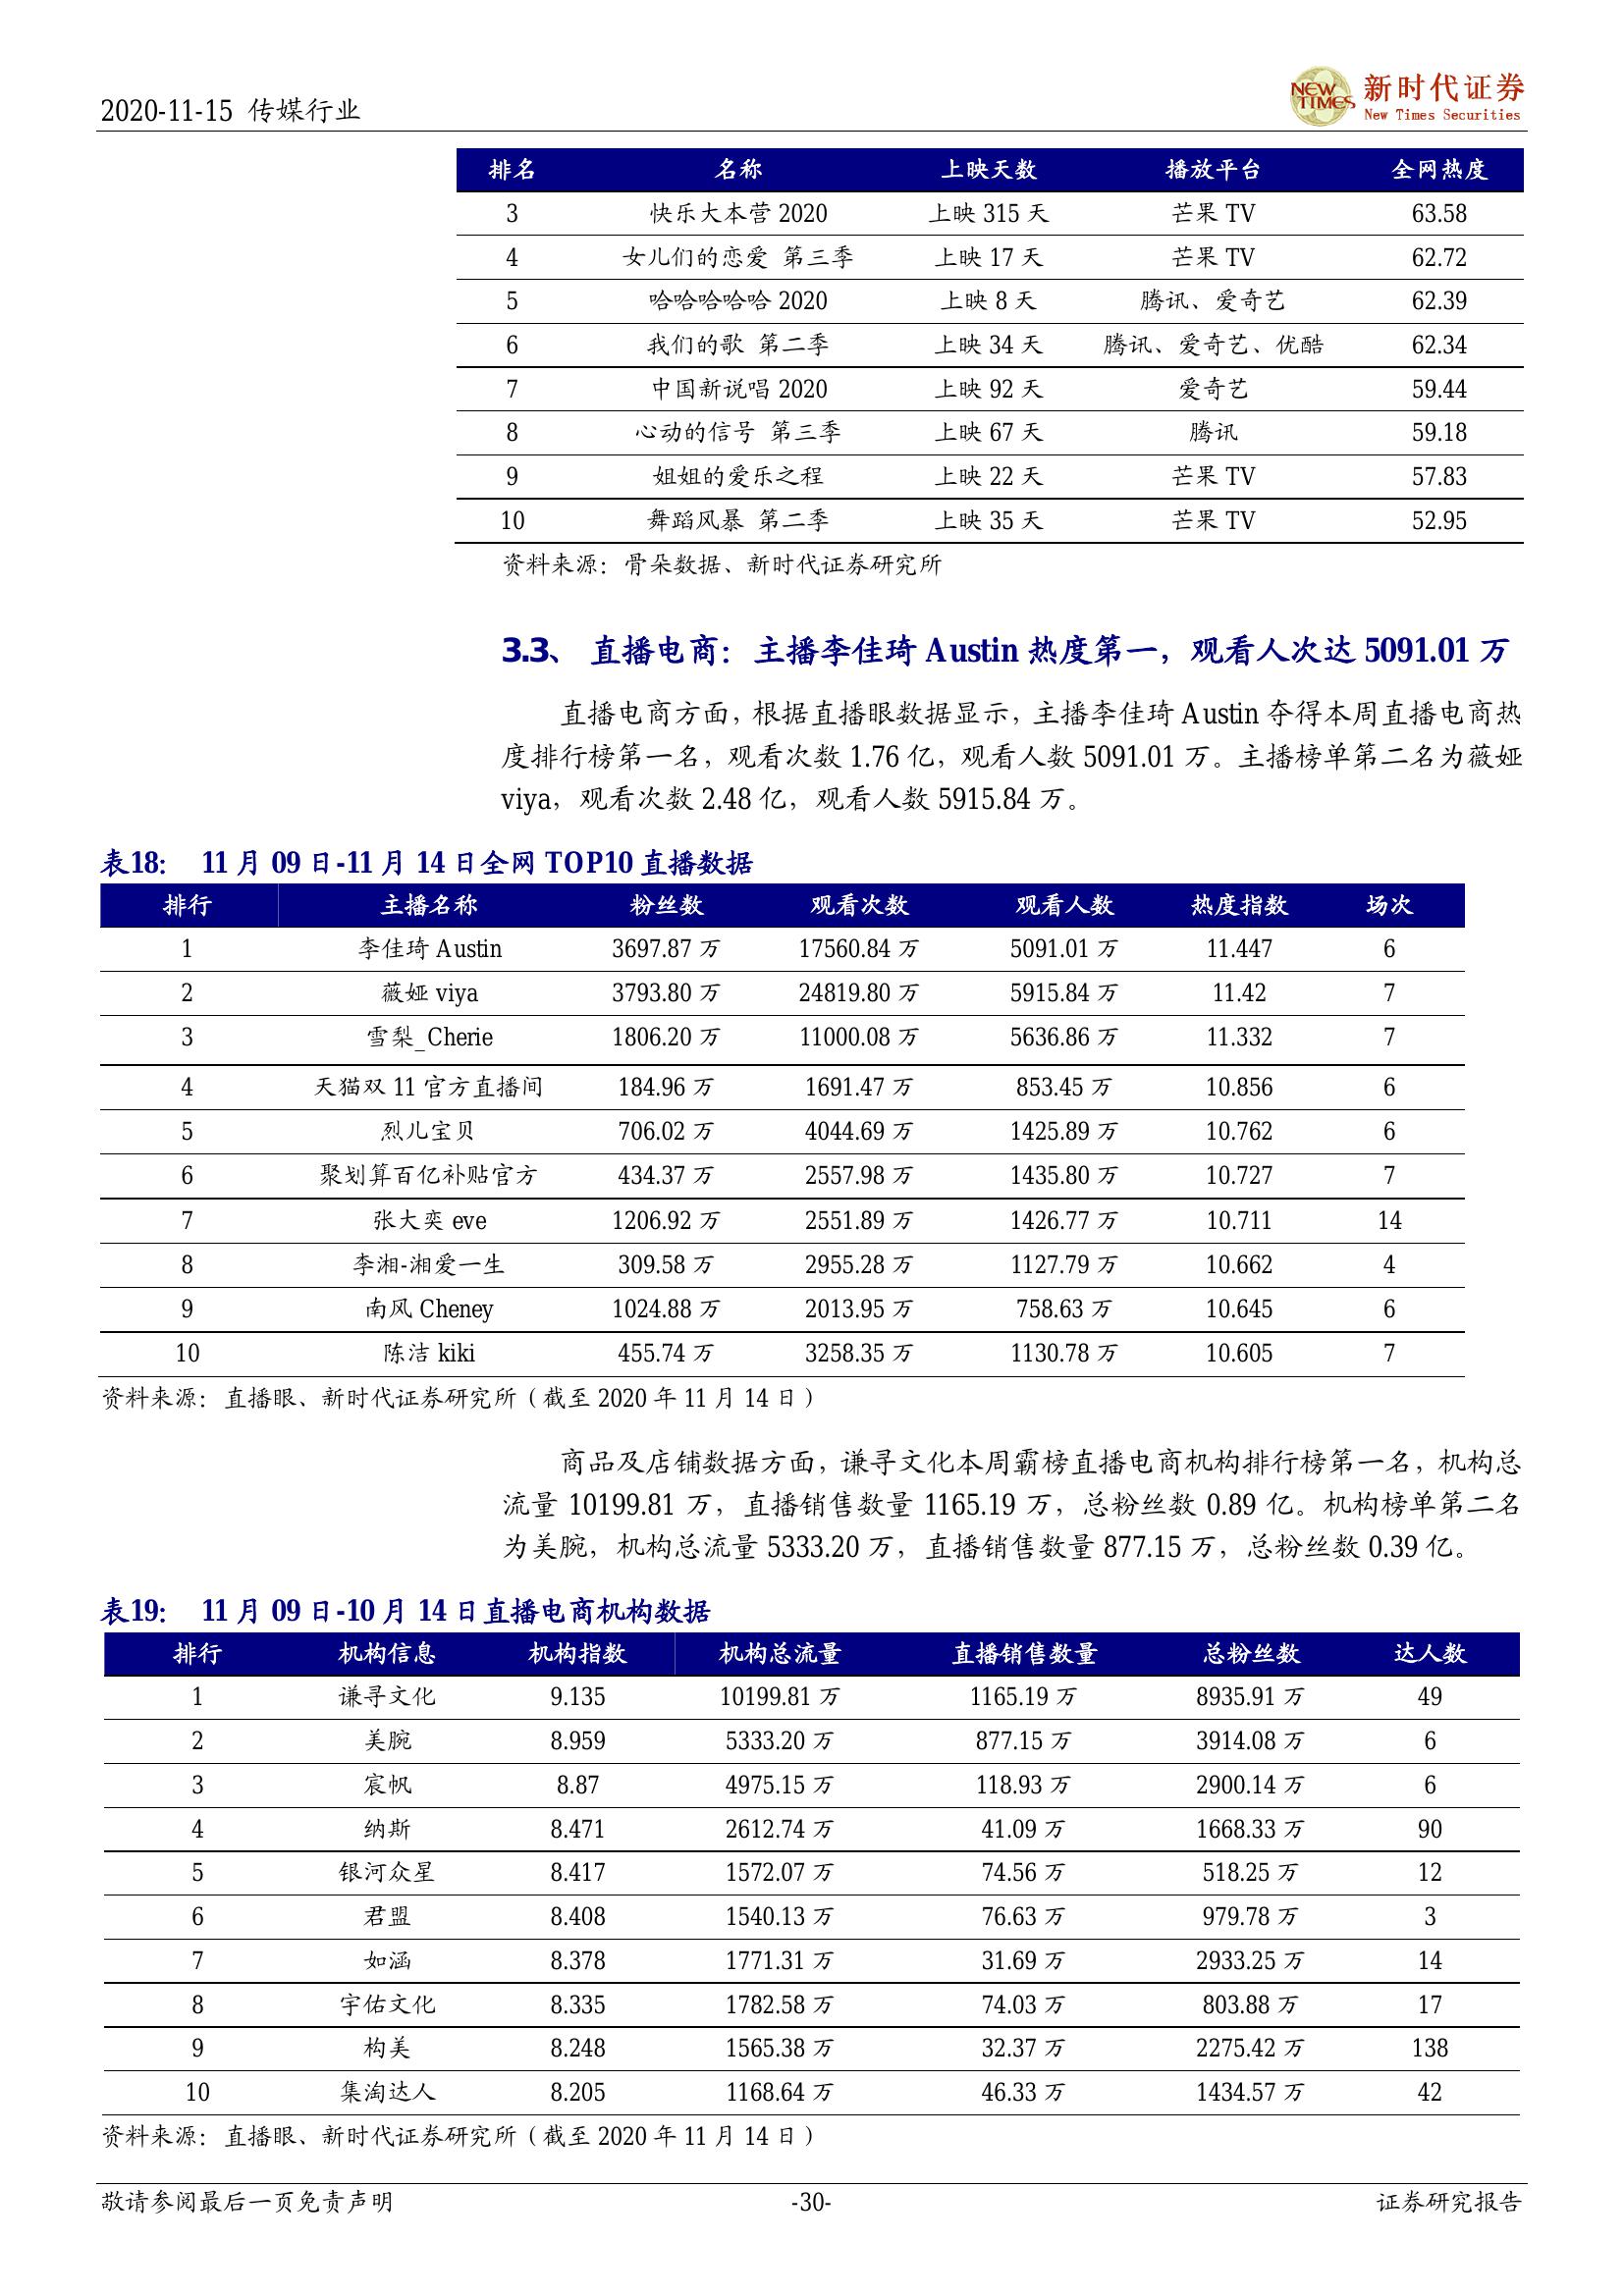 2020-11-15 传媒行业
NEW TIMES 新时代证券
New Times Securities
排名 名称 上映天数 播放平台 全网热度
3 快乐大本营 2020 上映 315 天 芒果 TV 63.58
4 女儿们的恋爱 第三季 上映 17 天 芒果 TV 62.72
5 哈哈哈哈哈 2020 上映 8 天 腾讯、爱奇艺 62.39
6 我们的歌 第二季 上映 34 天 腾讯、爱奇艺、优酷 62.34
7 中国新说唱 2020 上映 92 天 爱奇艺 59.44
8 心动的信号 第三季 上映 67 天 腾讯 59.18
9 姐姐的爱乐之程 上映 22 天 芒果 TV 57.83
10 舞蹈风暴 第二季 上映 35 天 芒果 TV 52.95
资料来源：骨朵数据、新时代证券研究所
3.3、 直播电商：主播李佳琦 Austin 热度第一，观看人次达 5091.01 万
直播电商方面，根据直播眼数据显示，主播李佳琦 Austin 夺得本周直播电商热
度排行榜第一名，观看次数 1.76 亿，观看人数 5091.01 万。主播榜单第二名为薇娅
viya，观看次数 2.48 亿，观看人数 5915.84 万。
表18： 11 月 09 日-11 月 14 日全网 TOP10 直播数据
排行 主播名称 粉丝数 观看次数 观看人数 热度指数 场次
1 李佳琦 Austin 3697.87 万 17560.84 万 5091.01 万 11.447 6
2 薇娅 viya 3793.80 万 24819.80 万 5915.84 万 11.42 7
3 雪梨_Cherie 1806.20 万 11000.08 万 5636.86 万 11.332 7
4 天猫双 11 官方直播间 184.96 万 1691.47 万 853.45 万 10.856 6
5 烈儿宝贝 706.02 万 4044.69 万 1425.89 万 10.762 6
6 聚划算百亿补贴官方 434.37 万 2557.98 万 1435.80 万 10.727 7
7 张大奕 eve 1206.92 万 2551.89 万 1426.77 万 10.711 14
8 李湘-湘爱一生 309.58 万 2955.28 万 1127.79 万 10.662 4
9 南风 Cheney 1024.88 万 2013.95 万 758.63 万 10.645 6
10 陈洁 kiki 455.74 万 3258.35 万 1130.78 万 10.605 7
资料来源：直播眼、新时代证券研究所（截至 2020 年 11 月 14 日）
商品及店铺数据方面，谦寻文化本周霸榜直播电商机构排行榜第一名，机构总
流量 10199.81 万，直播销售数量 1165.19 万，总粉丝数 0.89 亿。机构榜单第二名
为美腕，机构总流量 5333.20 万，直播销售数量 877.15 万，总粉丝数 0.39 亿。
表19： 11 月 09 日-10 月 14 日直播电商机构数据
排行 机构信息 机构指数 机构总流量 直播销售数量 总粉丝数 达人数
1 谦寻文化 9.135 10199.81 万 1165.19 万 8935.91 万 49
2 美腕 8.959 5333.20 万 877.15 万 3914.08 万 6
3 宸帆 8.87 4975.15 万 118.93 万 2900.14 万 6
4 纳斯 8.471 2612.74 万 41.09 万 1668.33 万 90
5 银河众星 8.417 1572.07 万 74.56 万 518.25 万 12
6 君盟 8.408 1540.13 万 76.63 万 979.78 万 3
7 如涵 8.378 1771.31 万 31.69 万 2933.25 万 14
8 宇佑文化 8.335 1782.58 万 74.03 万 803.88 万 17
9 构美 8.248 1565.38 万 32.37 万 2275.42 万 138
10 集淘达人 8.205 1168.64 万 46.33 万 1434.57 万 42
资料来源：直播眼、新时代证券研究所（截至 2020 年 11 月 14 日）
敬请参阅最后一页免责声明 -30- 证券研究报告